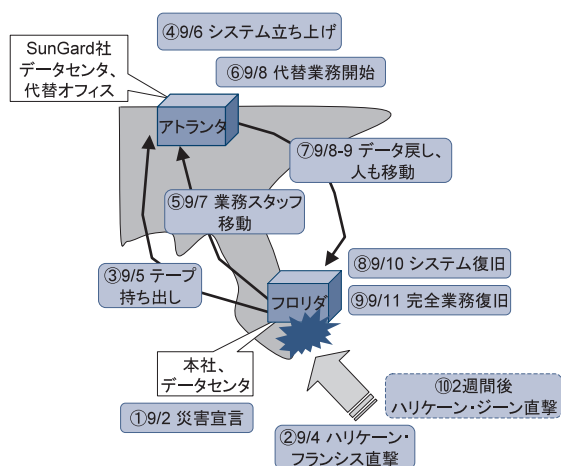 ④9/6 システム立ち上げ
SunGard社
データセンタ、
代替オフィス
⑥9/8 代替業務開始
アトランタ
⑦9/8-9 データ戻し、
人も移動
⑤9/7 業務スタッフ
移動
③9/5 テープ
持ち出し
⑧9/10 システム復旧
フロリダ
⑨9/11 完全業務復旧
本社、
データセンタ
①9/2 災害宣言
⑩2週間後
ハリケーン・ジーン直撃
②9/4 ハリケーン・
フランシス直撃